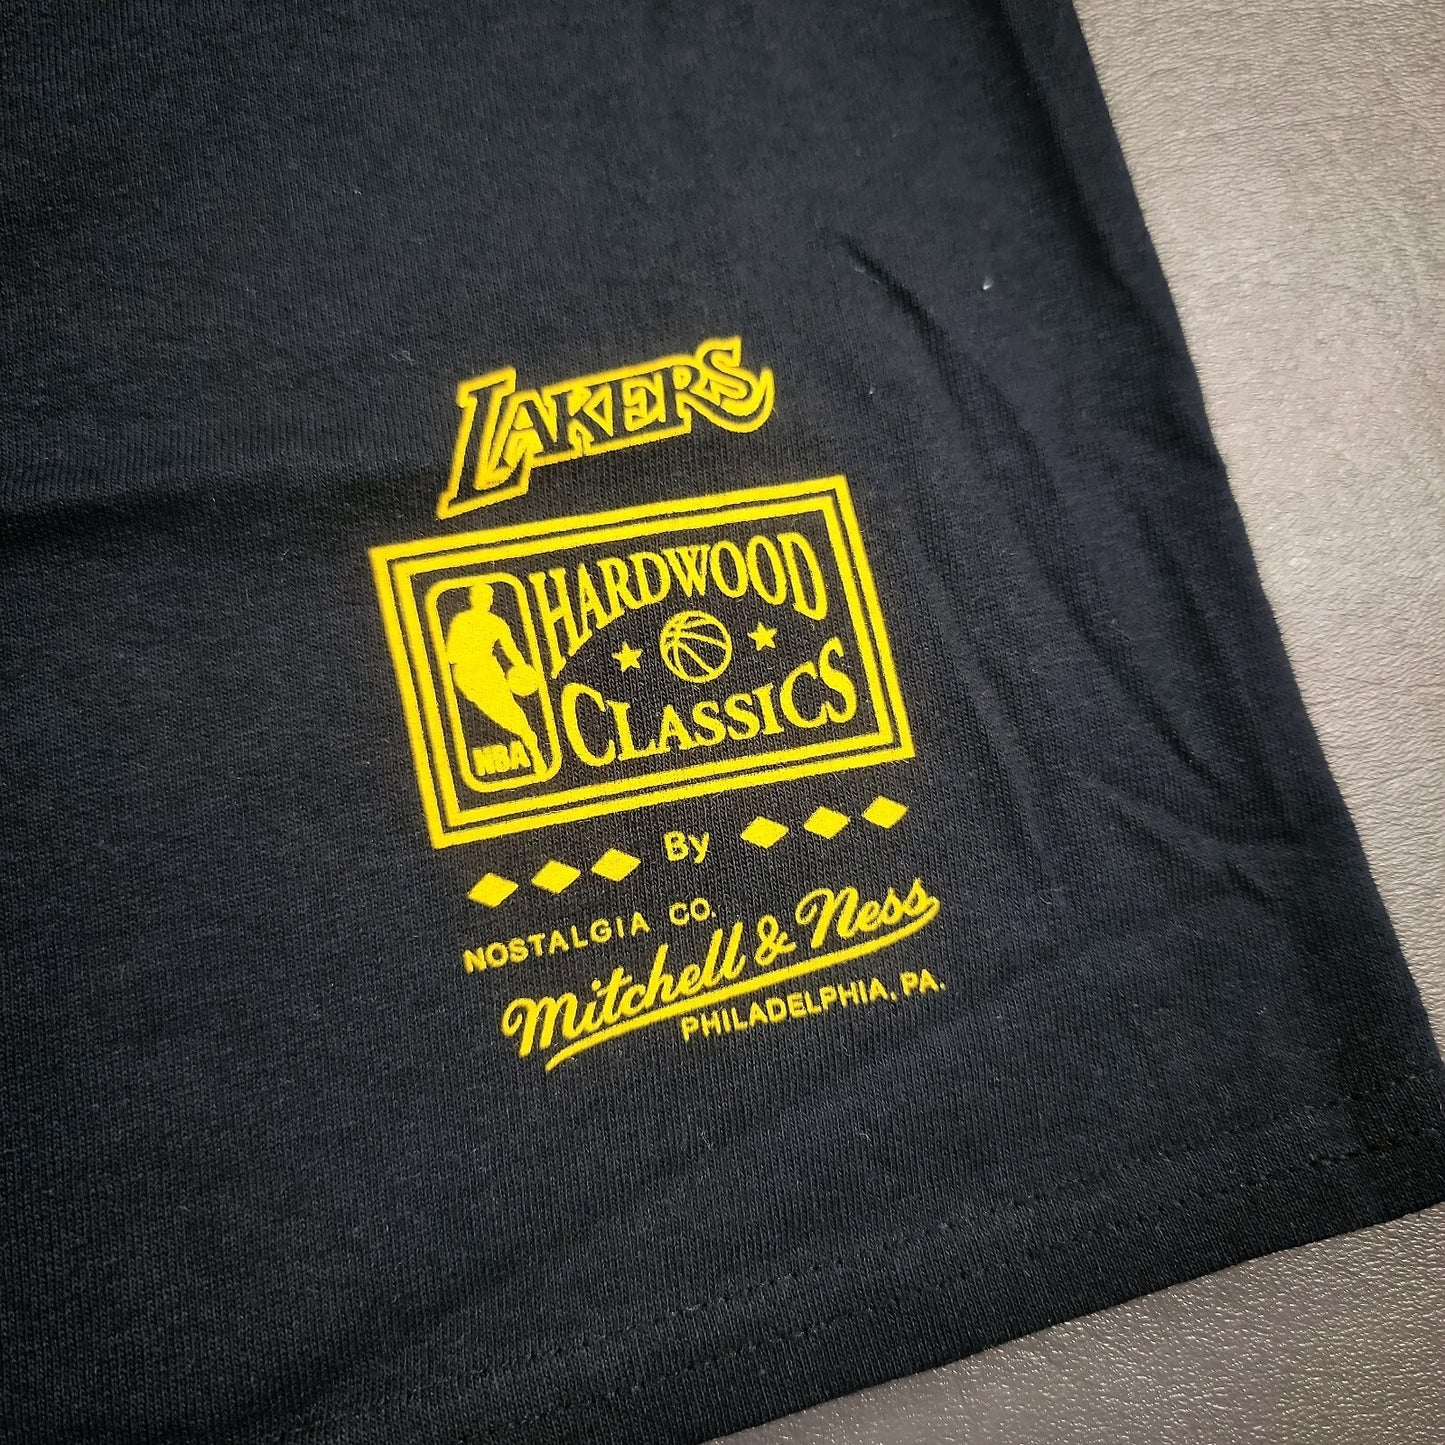 LAKERS
HARDWOOD
CLASSICS
NBA
By
NOSTALGIA CO.
Mitchell & Ness
PHILADELPHIA, PA.